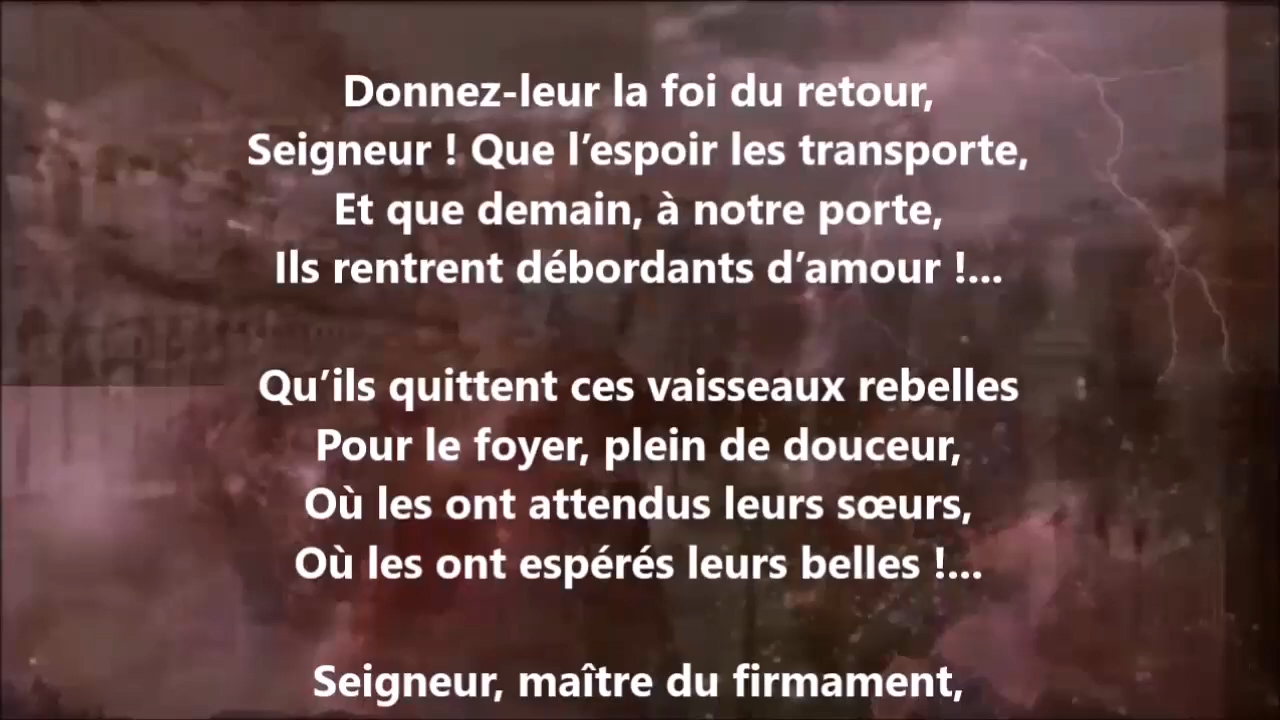 Donnez-leur la foi du retour,
Seigneur ! Que l’espoir les transporte,
Et que demain, à notre porte,
Ils rentrent débordants d’amour !...
Qu’ils quittent ces vaisseaux rebelles
Pour le foyer, plein de douceur,
Où les ont attendus leurs sœurs,
Où les ont espérés leurs belles !...
Seigneur, maître du firmament,